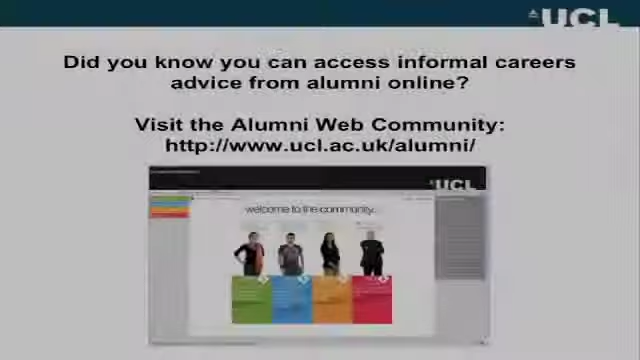 UCL
Did you know you can access informal careers
advice from alumni online?
Visit the Alumni Web Community:
http://www.ucl.ac.uk/alumni/
UCL
welcome to the community...